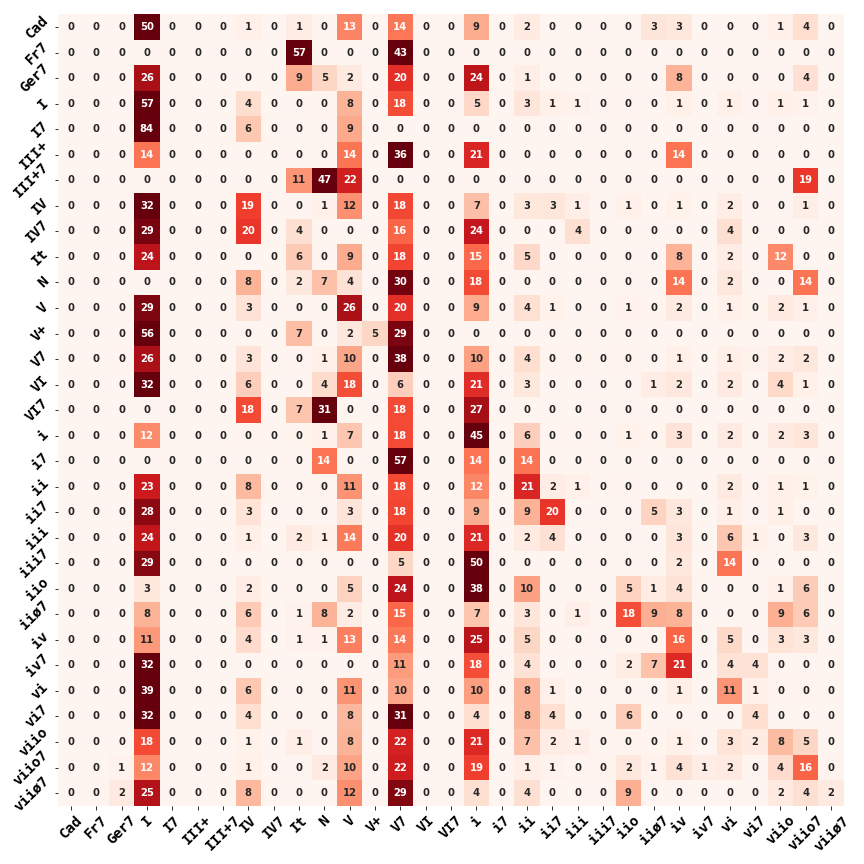 Cad 0 0 0 50 0 0 0 1 0 1 0 13 0 14 0 0 9 0 2 0 0 0 0 3 3 0 0 0 1 4 0
Fr7 0 0 0 0 0 0 0 0 0 57 0 0 0 43 0 0 0 0 0 0 0 0 0 0 0 0 0 0 0 0 0
Ger7 0 0 0 26 0 0 0 0 0 9 5 2 0 20 0 0 24 0 1 0 0 0 0 0 8 0 0 0 0 4 0
I 0 0 0 57 0 0 0 4 0 0 0 8 0 18 0 0 5 0 3 1 1 0 0 0 1 0 1 0 1 1 0
I7 0 0 0 84 0 0 0 6 0 0 0 9 0 0 0 0 0 0 0 0 0 0 0 0 0 0 0 0 0 0 0
III+ 0 0 0 14 0 0 0 0 0 0 0 14 0 36 0 0 21 0 0 0 0 0 0 0 14 0 0 0 0 0 0
III+7 0 0 0 0 0 0 0 0 0 11 47 22 0 0 0 0 0 0 0 0 0 0 0 0 0 0 0 0 0 19 0
IV 0 0 0 32 0 0 0 19 0 0 1 12 0 18 0 0 7 0 3 3 1 0 1 0 1 0 2 0 0 1 0
IV7 0 0 0 29 0 0 0 20 0 4 0 0 0 16 0 0 24 0 0 0 4 0 0 0 0 0 4 0 0 0 0
It 0 0 0 24 0 0 0 0 0 6 0 9 0 18 0 0 15 0 5 0 0 0 0 0 8 0 2 0 12 0 0
N 0 0 0 0 0 0 0 8 0 2 7 4 0 30 0 0 18 0 0 0 0 0 0 0 14 0 2 0 0 14 0
V 0 0 0 29 0 0 0 3 0 0 0 26 0 20 0 0 9 0 4 1 0 0 1 0 2 0 1 0 2 1 0
V+ 0 0 0 56 0 0 0 0 0 7 0 2 5 29 0 0 0 0 0 0 0 0 0 0 0 0 0 0 0 0 0
V7 0 0 0 26 0 0 0 3 0 0 1 10 0 38 0 0 10 0 4 0 0 0 0 0 1 0 1 0 2 2 0
VI 0 0 0 32 0 0 0 6 0 0 4 18 0 6 0 0 21 0 3 0 0 0 0 1 2 0 2 0 4 1 0
VI7 0 0 0 0 0 0 0 18 0 7 31 0 0 18 0 0 27 0 0 0 0 0 0 0 0 0 0 0 0 0 0
i 0 0 0 12 0 0 0 0 0 0 1 7 0 18 0 0 45 0 6 0 0 0 1 0 3 0 2 0 2 3 0
i7 0 0 0 0 0 0 0 0 0 0 14 0 0 57 0 0 14 0 14 0 0 0 0 0 0 0 0 0 0 0 0
ii 0 0 0 23 0 0 0 8 0 0 0 11 0 18 0 0 12 0 21 2 1 0 0 0 0 0 2 0 1 1 0
ii7 0 0 0 28 0 0 0 3 0 0 0 3 0 18 0 0 9 0 9 20 0 0 0 5 3 0 1 0 1 0 0
iii 0 0 0 24 0 0 0 1 0 2 1 14 0 20 0 0 21 0 2 4 0 0 0 0 3 0 6 1 0 3 0
iii7 0 0 0 29 0 0 0 0 0 0 0 0 0 5 0 0 50 0 0 0 0 0 0 0 2 0 14 0 0 0 0
iio 0 0 0 3 0 0 0 2 0 0 0 5 0 24 0 0 38 0 10 0 0 0 5 1 4 0 0 0 1 6 0
iiø7 0 0 0 8 0 0 0 6 0 1 8 2 0 15 0 0 7 0 3 0 1 0 18 9 8 0 0 0 9 6 0
iv 0 0 0 11 0 0 0 4 0 1 1 13 0 14 0 0 25 0 5 0 0 0 0 0 16 0 5 0 3 3 0
iv7 0 0 0 32 0 0 0 0 0 0 0 0 0 11 0 0 18 0 4 0 0 0 2 7 21 0 4 4 0 0 0
vi 0 0 0 39 0 0 0 6 0 0 0 11 0 10 0 0 10 0 8 1 0 0 0 0 1 0 11 1 0 0 0
vi7 0 0 0 32 0 0 0 4 0 0 0 8 0 31 0 0 4 0 8 4 0 0 6 0 0 0 0 4 0 0 0
viio 0 0 0 18 0 0 0 1 0 1 0 8 0 22 0 0 21 0 7 2 1 0 0 0 1 0 3 2 8 5 0
viio7 0 0 1 12 0 0 0 1 0 0 2 10 0 22 0 0 19 0 1 1 0 0 2 1 4 1 2 0 4 16 0
viiø7 0 0 2 25 0 0 0 8 0 0 0 12 0 29 0 0 4 0 4 0 0 0 9 0 0 0 0 0 2 4 2
Cad Fr7 Ger7 I I7 III+ III+7 IV IV7 It N V V+ V7 VI VI7 i i7 ii ii7 iii iii7 iio iiø7 iv iv7 vi vi7 viio viio7 viiø7